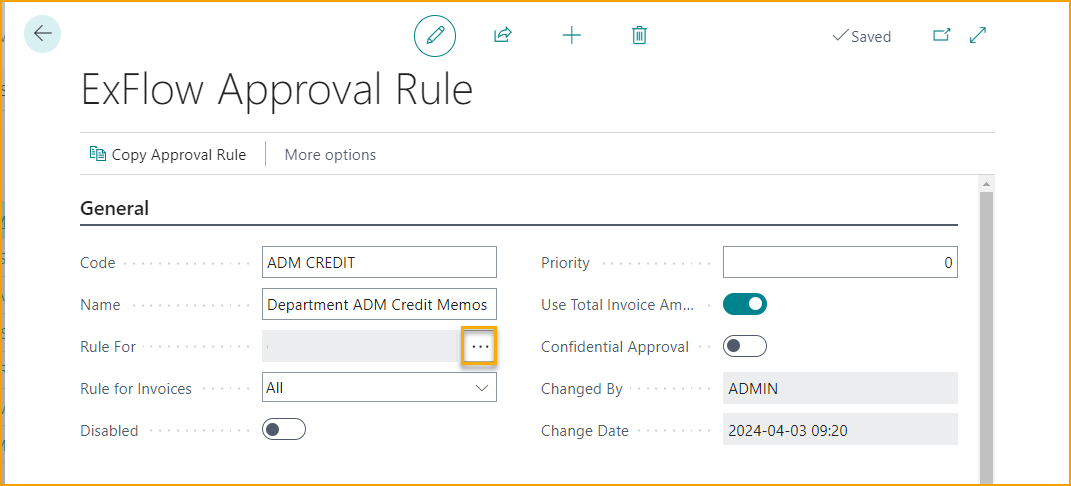 Saved
ExFlow Approval Rule
Copy Approval Rule
More options
General
Code
ADM CREDIT
Priority
0
Name
Department ADM Credit Memos
Use Total Invoice Am...
Rule For
...
Confidential Approval
Rule for Invoices
All
Changed By
ADMIN
Disabled
Change Date
2024-04-03 09:20